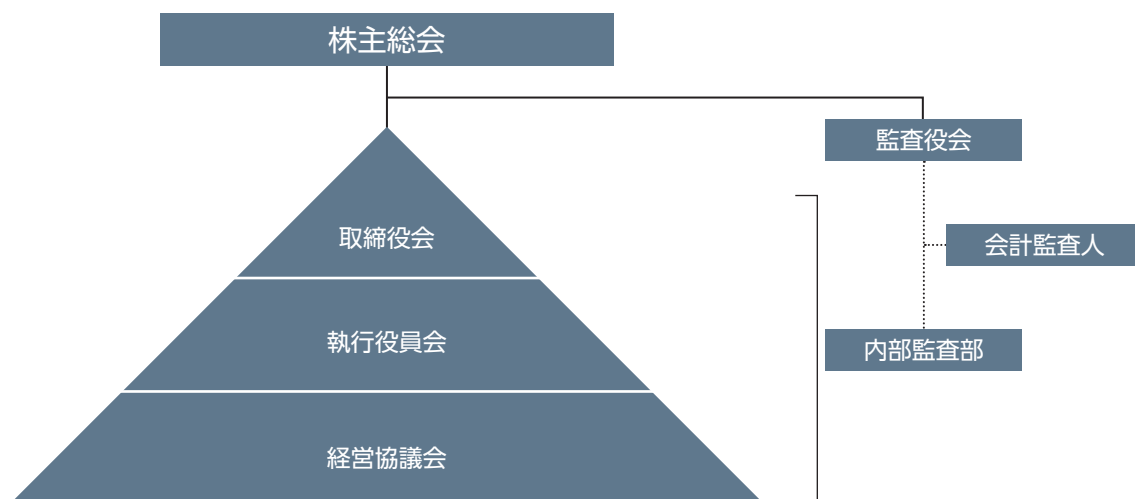 株主総会
監査役会
取締役会
会計監査人
執行役員会
内部監査部
経営協議会